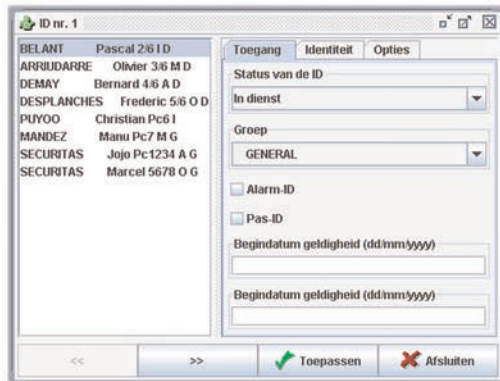 ID nr. 1
BELANT Pascal 2/6 I D
ARRIUDARRE Olivier 3/6 M D
DEMAY Bernard 4/6 A D
DESPLANCHES Frederic 5/6 O D
PUYOO Christian Pc6 I
MANDEZ Manu Pc7 M G
SECURITAS Jojo Pc1234 A G
SECURITAS Marcel 5678 O G
Toegang Identiteit Opties
Status van de ID
In dienst
Groep
GENERAL
Alarm-ID
Pas-ID
Begindatum geldigheid (dd/mm/yyyy)
Begindatum geldigheid (dd/mm/yyyy)
<< >> Toepassen Afsluiten